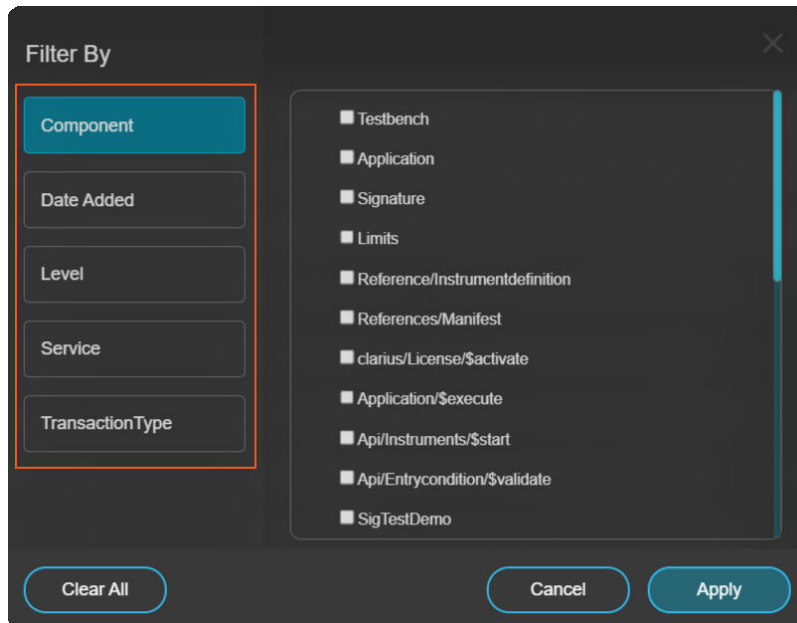 Filter By
Component
Date Added
Level
Service
TransactionType
Testbench
Application
Signature
Limits
Reference/Instrumentdefinition
References/Manifest
clarius/License/$activate
Application/$execute
Api/Instruments/$start
Api/Entrycondition/$validate
SigTestDemo
Clear All
Cancel
Apply